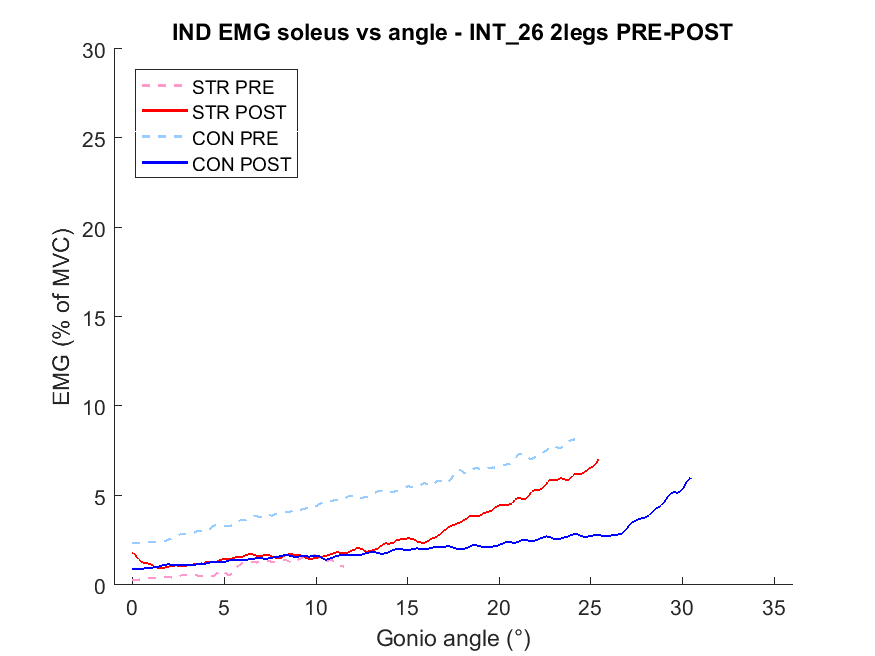 IND EMG soleus vs angle - INT_26 2legs PRE-POST
30
25
20
15
10
5
0
EMG (% of MVC)
STR PRE
STR POST
CON PRE
CON POST
0 5 10 15 20 25 30 35
Gonio angle (°)